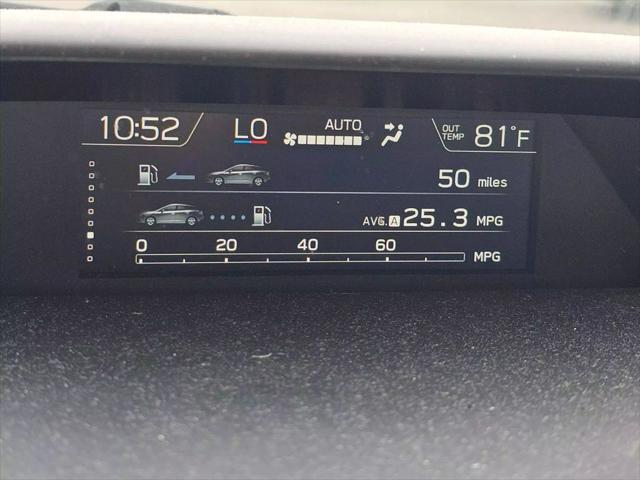 10:52 LO AUTO OUT TEMP 81°F
50 miles
AVG. A 25.3 MPG
0 20 40 60
MPG